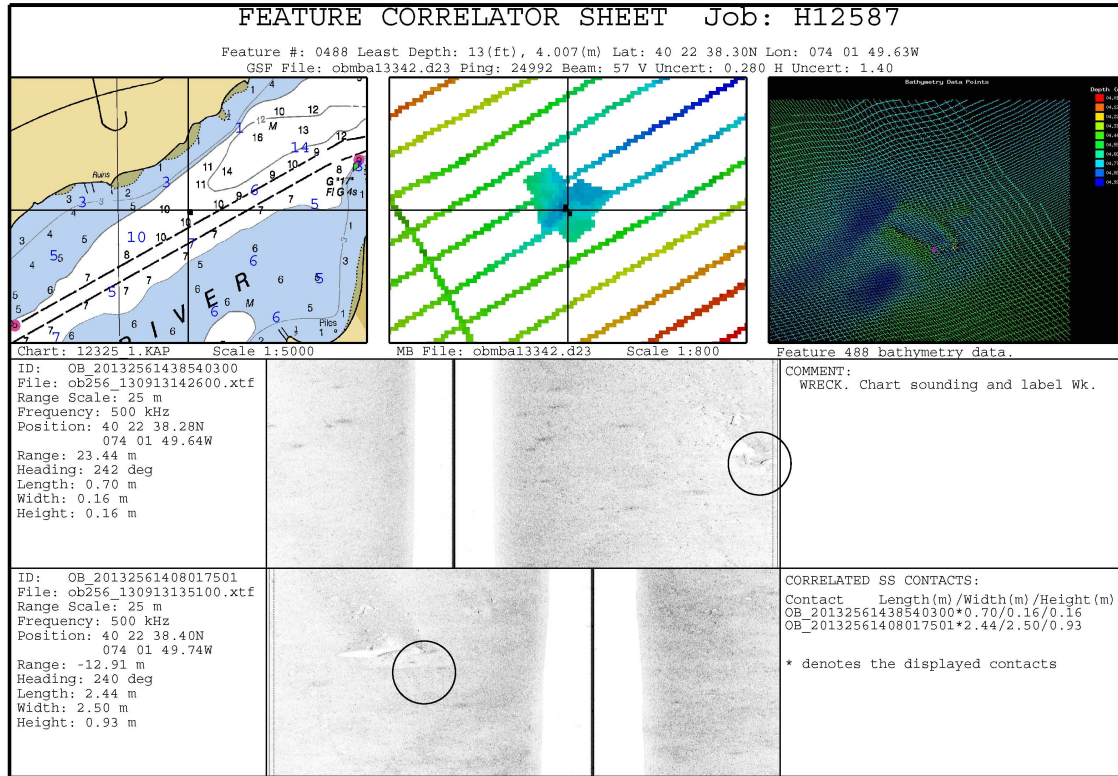 FEATURE CORRELATOR SHEET Job: H12587
Feature #: 0488 Least Depth: 13(ft), 4.007(m) Lat: 40 22 38.30N Lon: 074 01 49.63W
GSF File: obmba13342.d23 Ping: 24992 Beam: 57 V Uncert: 0.280 H Uncert: 1.40
Ruins
M
G "17"
Fl G 4s
R I V E R
M
Piles
Bathymetry Data Points
Chart: 12325_1.KAP Scale 1:5000
MB File: obmba13342.d23 Scale 1:800
Feature 488 bathymetry data.
ID: OB_20132561438540300
File: ob256_130913142600.xtf
Range Scale: 25 m
Frequency: 500 kHz
Position: 40 22 38.28N
074 01 49.64W
Range: 23.44 m
Heading: 242 deg
Length: 0.70 m
Width: 0.16 m
Height: 0.16 m
COMMENT:
WRECK. Chart sounding and label Wk.
ID: OB_20132561408017501
File: ob256_130913135100.xtf
Range Scale: 25 m
Frequency: 500 kHz
Position: 40 22 38.40N
074 01 49.74W
Range: -12.91 m
Heading: 240 deg
Length: 2.44 m
Width: 2.50 m
Height: 0.93 m
CORRELATED SS CONTACTS:
Contact Length(m)/Width(m)/Height(m)
OB_20132561438540300*0.70/0.16/0.16
OB_20132561408017501*2.44/2.50/0.93
* denotes the displayed contacts